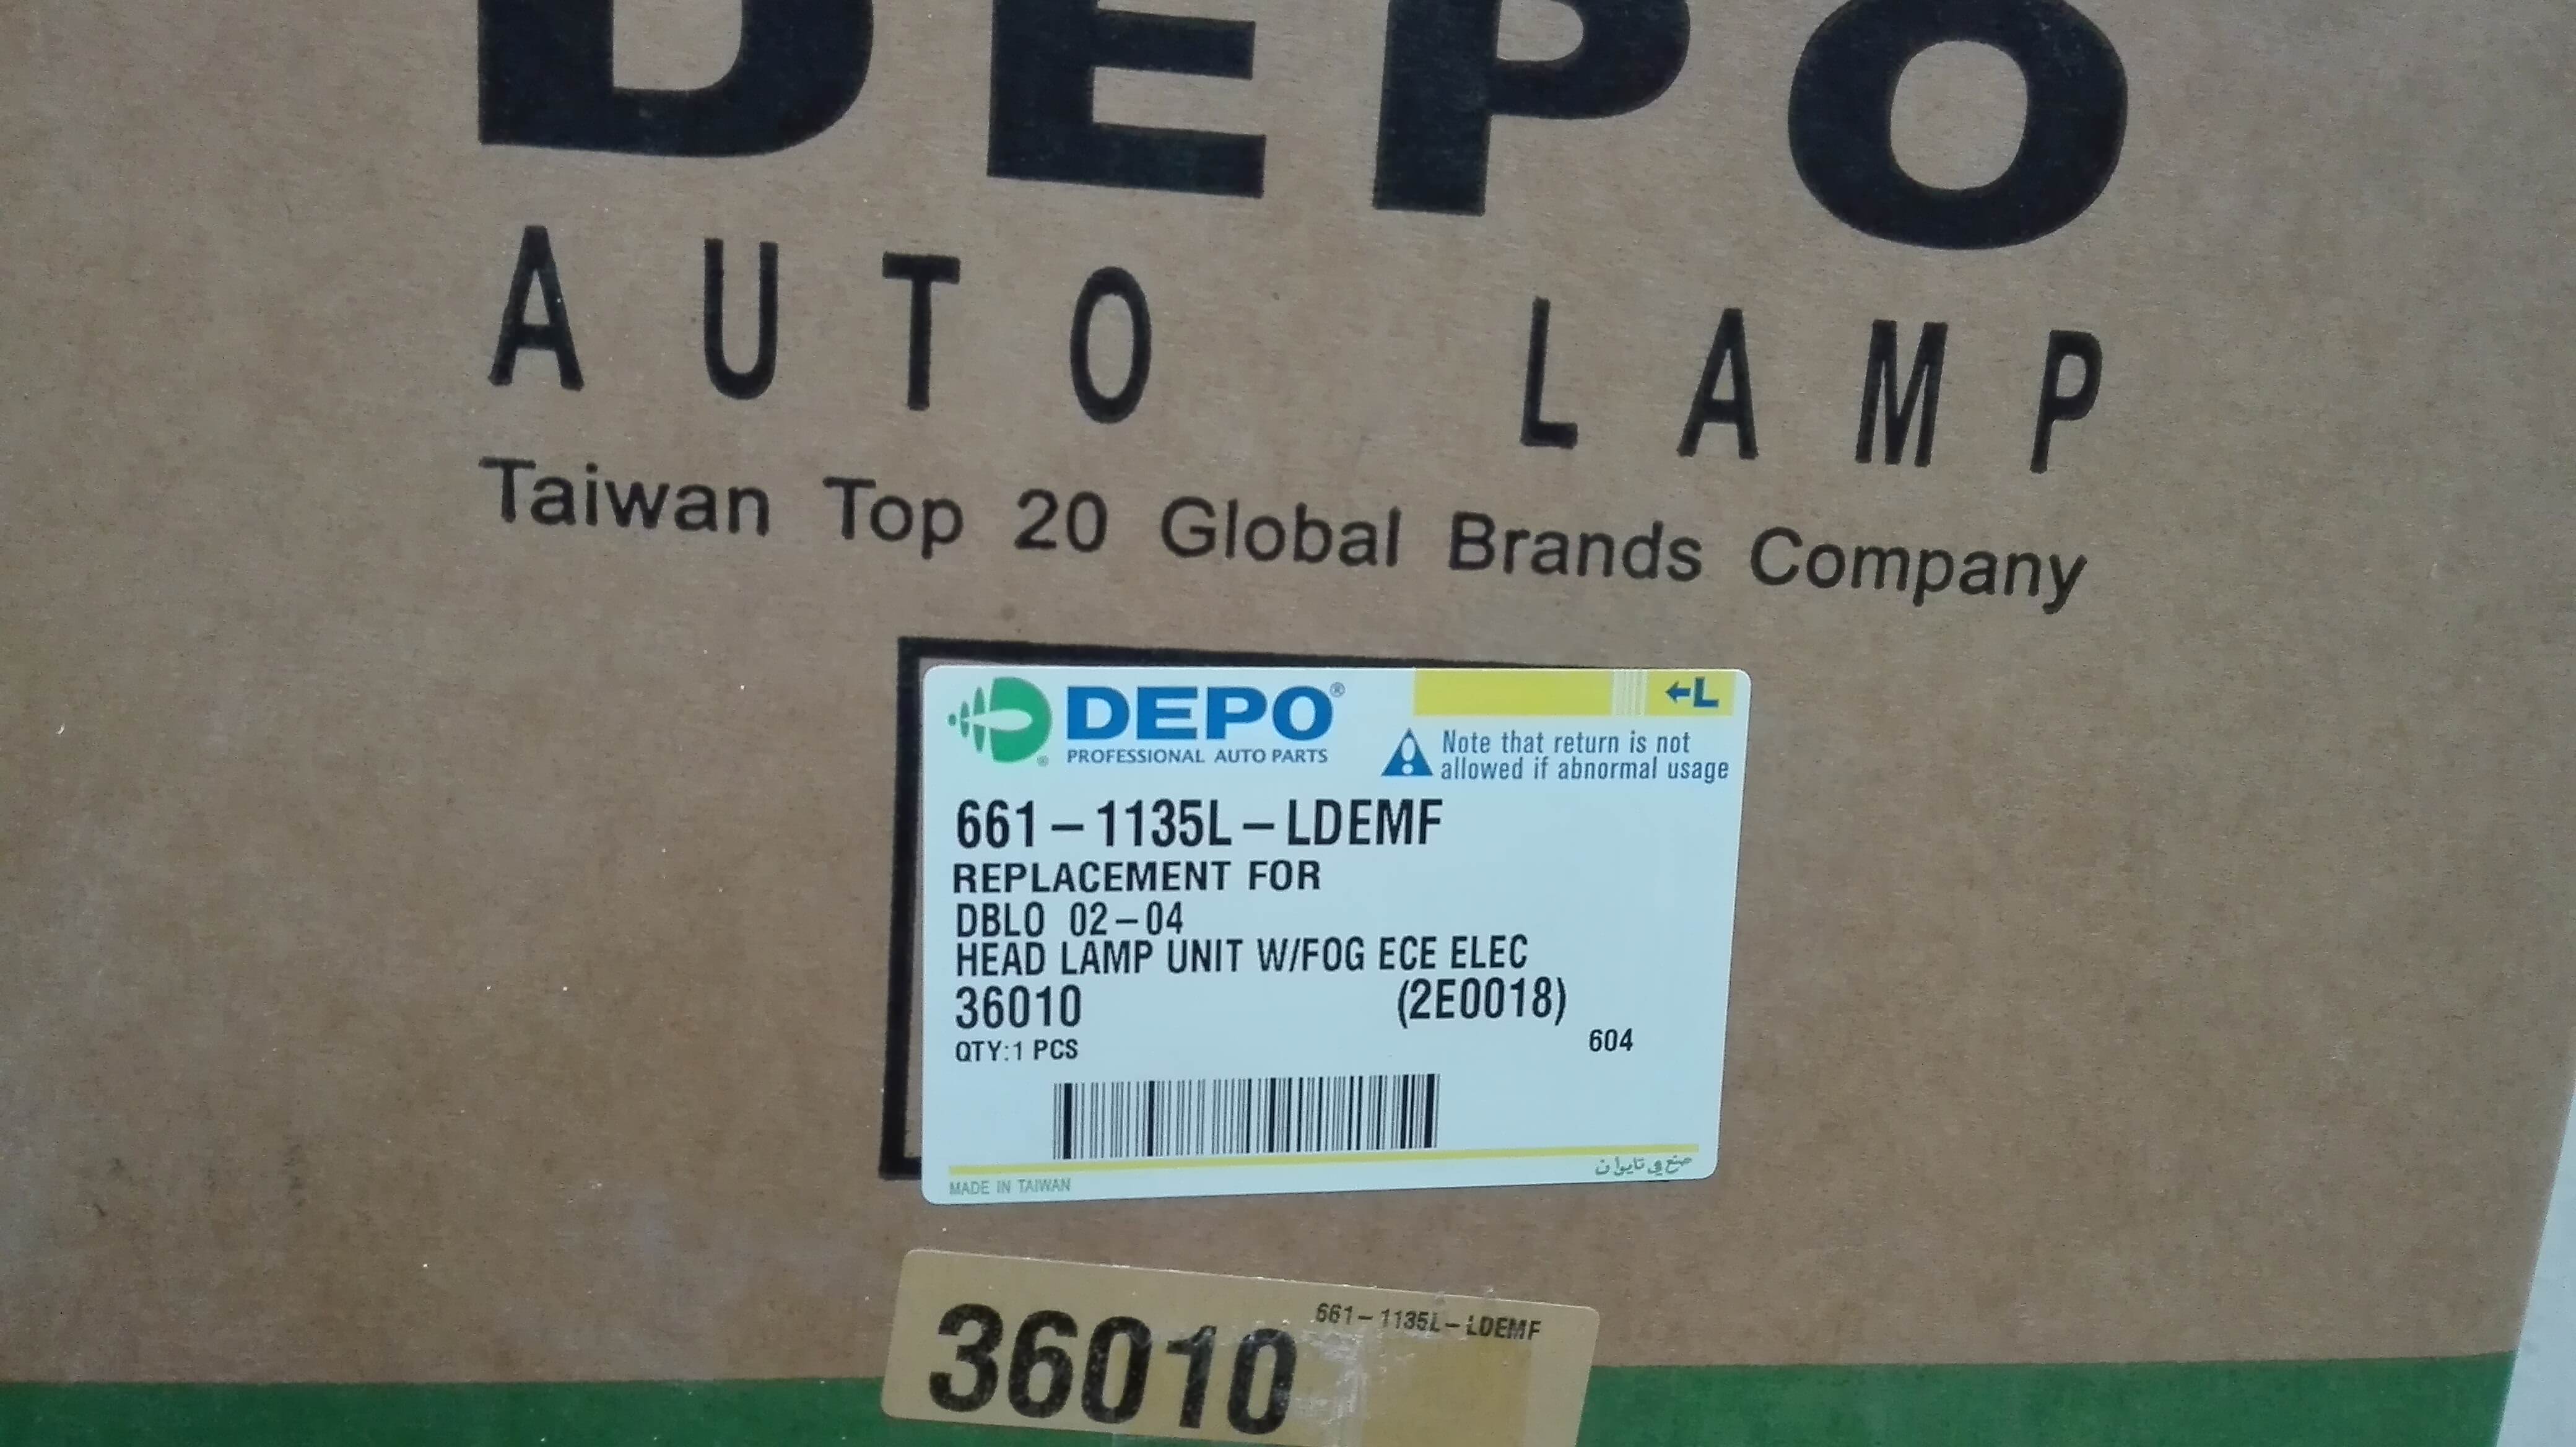 DEPO
AUTO LAMP
Taiwan Top 20 Global Brands Company
DEPO®
PROFESSIONAL AUTO PARTS
®
←L
Note that return is not
allowed if abnormal usage
661-1135L-LDEMF
REPLACEMENT FOR
DBLO 02-04
HEAD LAMP UNIT W/FOG ECE ELEC
36010 (2E0018)
QTY:1 PCS 604
MADE IN TAIWAN صنع في تايوان
36010 661-1135L-LDEMF